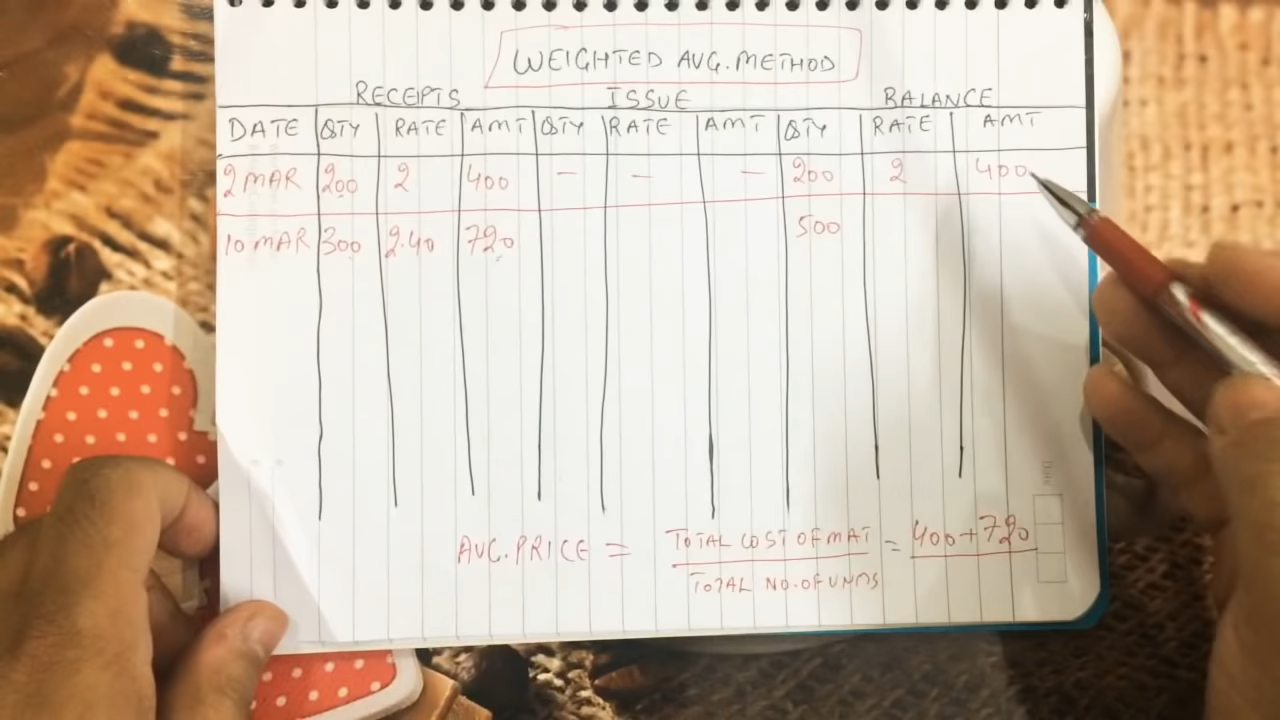 WEIGHTED AVG. METHOD
RECEIPTS ISSUE BALANCE
DATE QTY RATE AMT QTY RATE AMT QTY RATE AMT
2 MAR 200 2 400 - - - 200 2 400
10 MAR 300 2.40 720 500
AVG. PRICE = TOTAL COST OF MAT = 400+720
TOTAL NO. OF UNITS